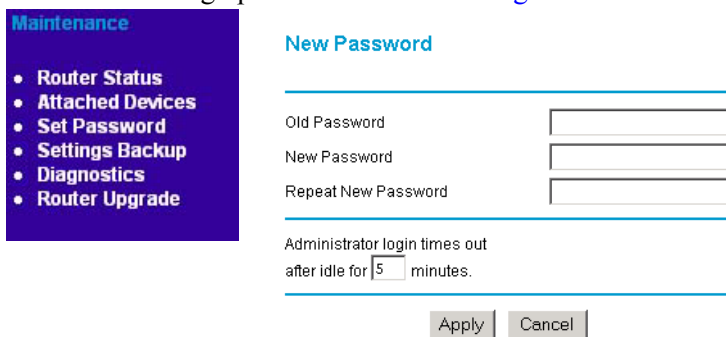 Maintenance
• Router Status
• Attached Devices
• Set Password
• Settings Backup
• Diagnostics
• Router Upgrade
New Password
Old Password
New Password
Repeat New Password
Administrator login times out
after idle for 5 minutes.
Apply Cancel